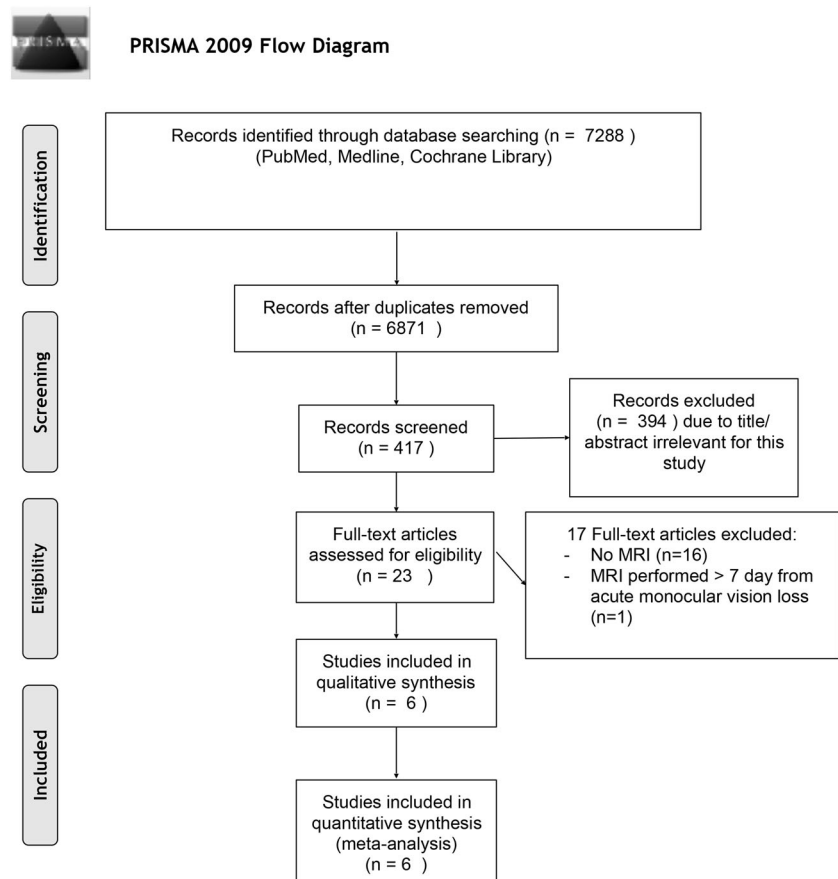 PRISMA
PRISMA 2009 Flow Diagram
Identification
Records identified through database searching (n = 7288 )
(PubMed, Medline, Cochrane Library)
Records after duplicates removed
(n = 6871 )
Screening
Records screened
(n = 417)
Records excluded
(n = 394 ) due to title/
abstract irrelevant for this
study
Eligibility
Full-text articles
assessed for eligibility
(n = 23 )
17 Full-text articles excluded:
- No MRI (n=16)
- MRI performed > 7 day from
acute monocular vision loss
(n=1)
Studies included in
qualitative synthesis
(n = 6 )
Included
Studies included in
quantitative synthesis
(meta-analysis)
(n = 6 )